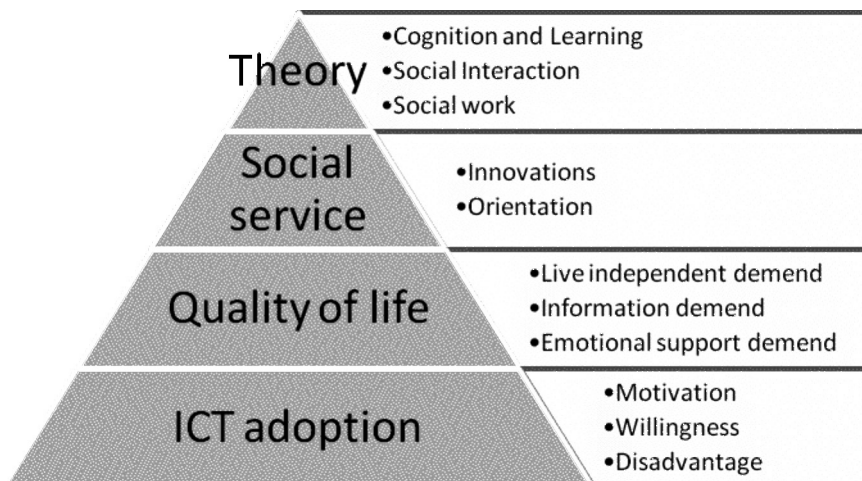 Theory
•Cognition and Learning
•Social Interaction
•Social work
Social
service
•Innovations
•Orientation
Quality of life
•Live independent demend
•Information demend
•Emotional support demend
ICT adoption
•Motivation
•Willingness
•Disadvantage